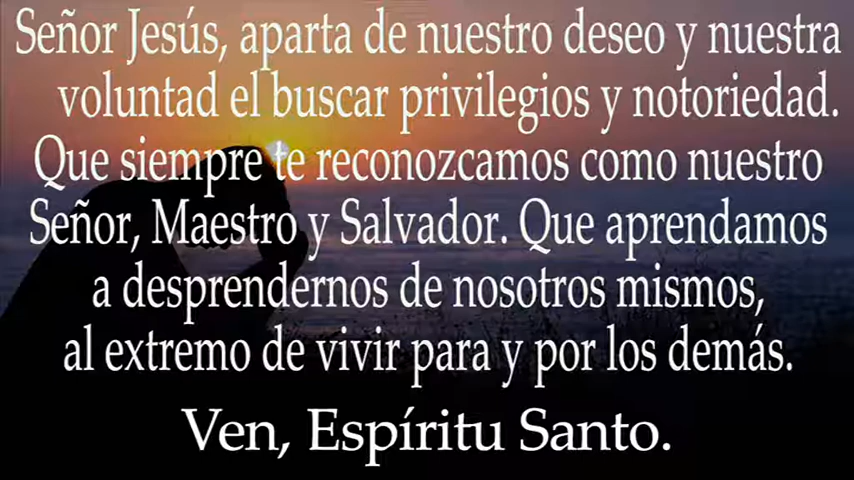 Señor Jesús, aparta de nuestro deseo y nuestra
voluntad el buscar privilegios y notoriedad.
Que siempre te reconozcamos como nuestro
Señor, Maestro y Salvador. Que aprendamos
a desprendernos de nosotros mismos,
al extremo de vivir para y por los demás.
Ven, Espíritu Santo.